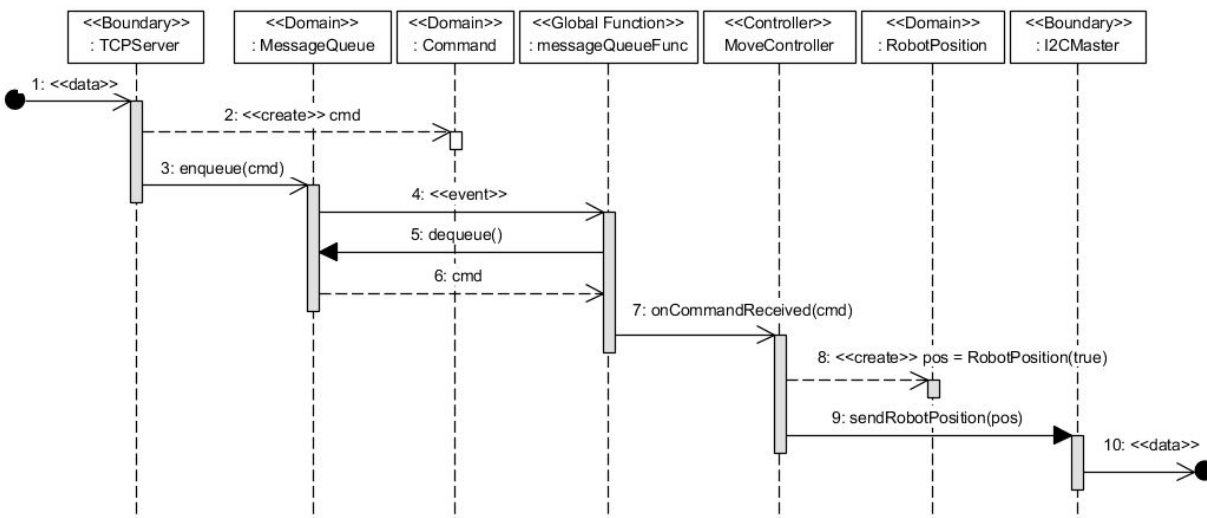 <<Boundary>>
: TCPServer
<<Domain>>
: MessageQueue
<<Domain>>
: Command
<<Global Function>>
: messageQueueFunc
<<Controller>>
MoveController
<<Domain>>
: RobotPosition
<<Boundary>>
: I2CMaster
1: <<data>>
2: <<create>> cmd
3: enqueue(cmd)
4: <<event>>
5: dequeue()
6: cmd
7: onCommandReceived(cmd)
8: <<create>> pos = RobotPosition(true)
9: sendRobotPosition(pos)
10: <<data>>